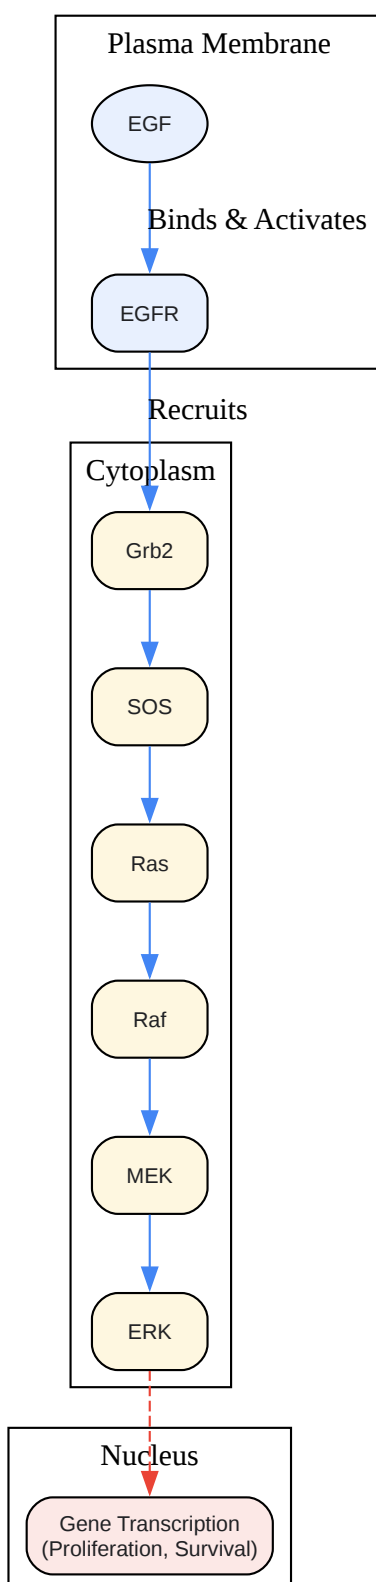 Plasma Membrane
EGF
Binds & Activates
EGFR
Recruits
Cytoplasm
Grb2
SOS
Ras
Raf
MEK
ERK
Nucleus
Gene Transcription
(Proliferation, Survival)